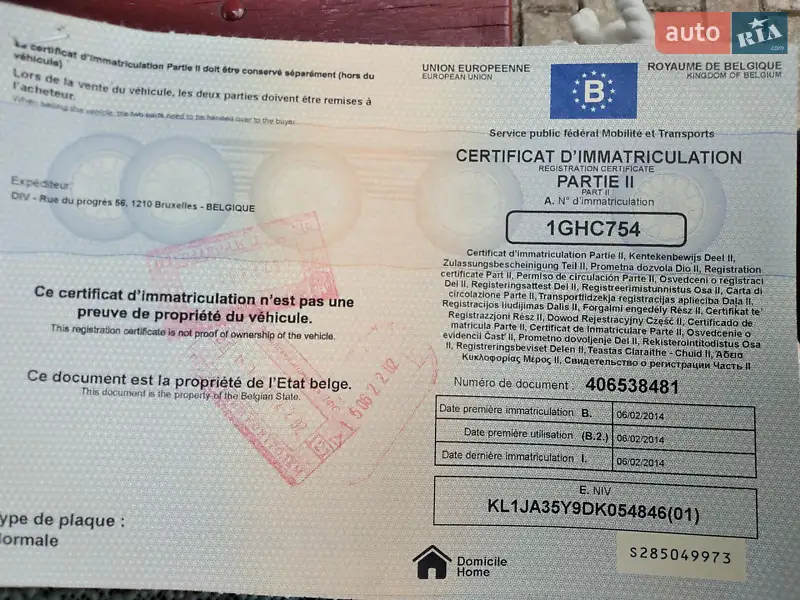 auto RIA .com
Le certificat d'immatriculation Partie II doit être conservé séparément (hors du
véhicule)
Lors de la vente du véhicule, les deux parties doivent être remises à
l'acheteur.
When selling the vehicle, the two parts need to be handed over to the buyer.
Expéditeur:
DIV - Rue du progrès 56, 1210 Bruxelles - BELGIQUE
Ce certificat d'immatriculation n'est pas une
preuve de propriété du véhicule.
This registration certificate is not proof of ownership of the vehicle.
Ce document est la propriété de l'Etat belge.
This document is the property of the Belgian State.
ype de plaque :
ormale
UNION EUROPEENNE
EUROPEAN UNION
B
ROYAUME DE BELGIQUE
KINGDOM OF BELGIUM
Service public fédéral Mobilité et Transports
CERTIFICAT D'IMMATRICULATION
REGISTRATION CERTIFICATE
PARTIE II
PART II
A. N° d'immatriculation
1GHC754
Certificat d'immatriculation Partie II, Kentekenbewijs Deel II,
Zulassungsbescheinigung Teil II, Prometna dozvola Dio II, Registration
certificate Part II, Permiso de circulación Parte II, Osvedceni o registraci
Del II, Registeringsattest Del II, Registreerimistunnistus Osa II, Carta di
circolazione Parte II, Transportlidzekja registracijas aplieciba Daļa II,
Registracijos liudijimas Dalis II, Forgalmi engedély Rész II, Certifikat te'
Registrazzjoni Rész II, Dowod Rejestracyjny Część II, Certificado de
matricula Parte II, Certificat de Inmatriculare Partea II, Osvedcenie o
evidencii Časť II, Prometno dovoljenje Del II, Rekisteröintitodistus Osa
II, Registreringsbeviset Delen II, Teastas Claraithe - Chuid II, Άδεια
Κυκλοφορίας Μέρος II, Свидетелство о регистрации Часть II
Numéro de document : 406538481
Date première immatriculation B. 06/02/2014
Date première utilisation (B.2.) 06/02/2014
Date dernière immatriculation I. 06/02/2014
E. NIV
KL1JA35Y9DK054846(01)
S285049973
Domicile
Home